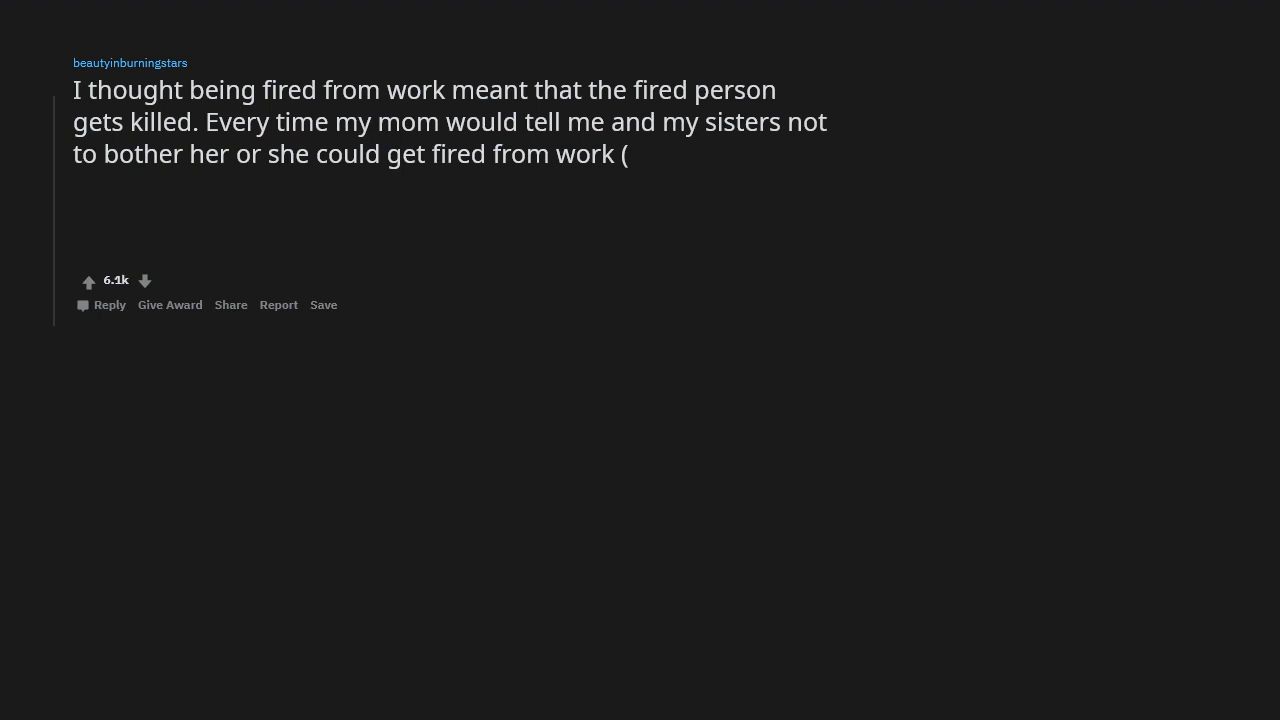 beautyinburningstars
I thought being fired from work meant that the fired person
gets killed. Every time my mom would tell me and my sisters not
to bother her or she could get fired from work (
6.1k
Reply Give Award Share Report Save